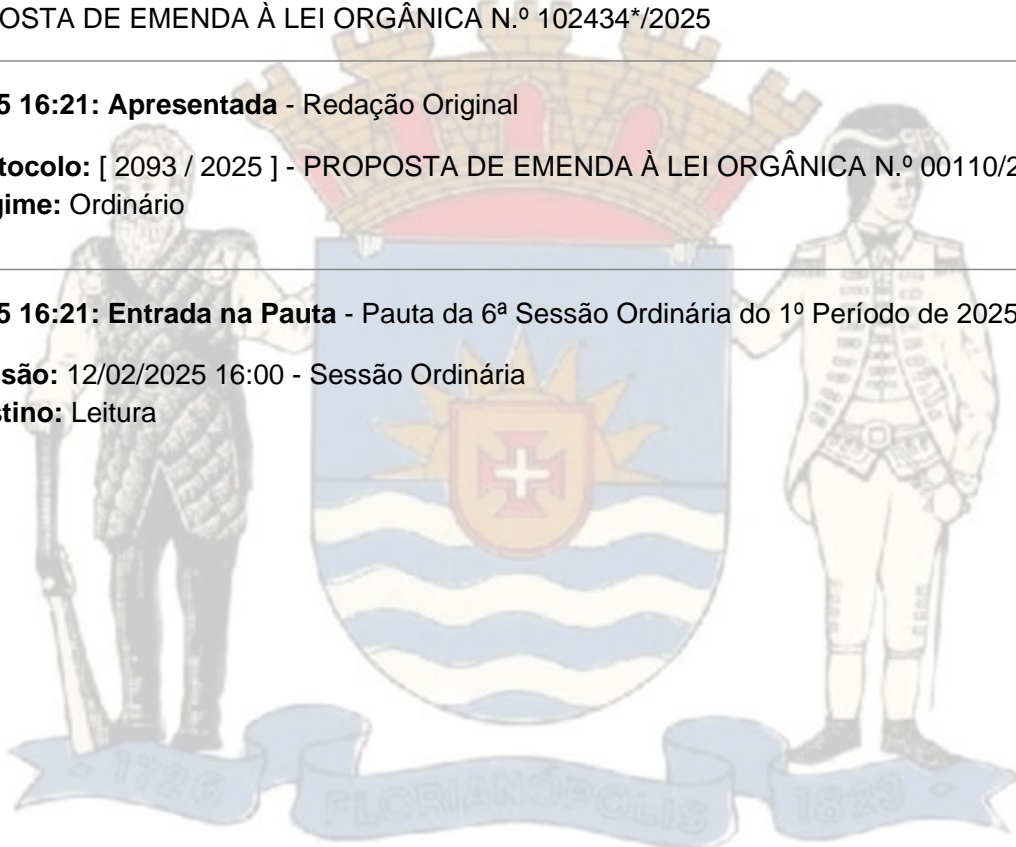 OSTA DE EMENDA À LEI ORGÂNICA N.º 102434*/2025
5 16:21: Apresentada - Redação Original
tocolo: [ 2093 / 2025 ] - PROPOSTA DE EMENDA À LEI ORGÂNICA N.º 00110/2
gime: Ordinário
5 16:21: Entrada na Pauta - Pauta da 6ª Sessão Ordinária do 1º Período de 2025
são: 12/02/2025 16:00 - Sessão Ordinária
stino: Leitura
- 1726 FLORIANÓPOLIS 1823 -